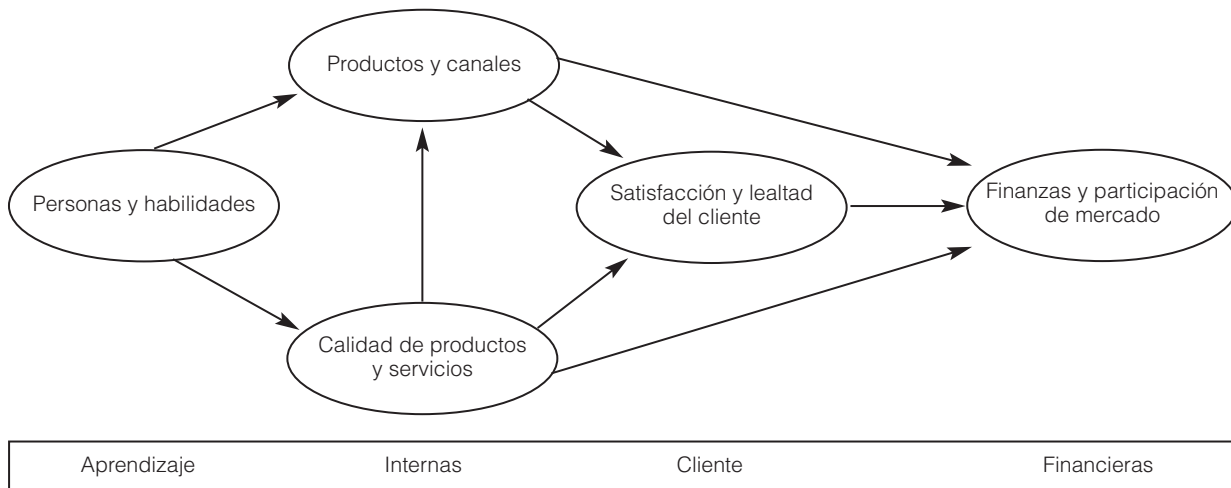 Productos y canales
Personas y habilidades
Satisfacción y lealtad
del cliente
Finanzas y participación
de mercado
Calidad de productos
y servicios
Aprendizaje Internas Cliente Financieras